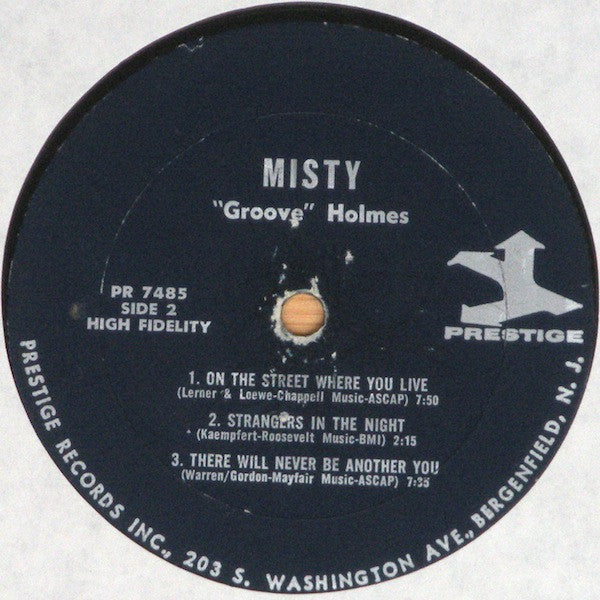 MISTY
"Groove" Holmes
PR 7485
SIDE 2
HIGH FIDELITY
PRESTIGE
1. ON THE STREET WHERE YOU LIVE
(Lerner & Loewe-Chappell Music-ASCAP) 7:50
2. STRANGERS IN THE NIGHT
(Kaempfert-Roosevelt Music-BMI) 2:15
3. THERE WILL NEVER BE ANOTHER YOU
(Warren/Gordon-Mayfair Music-ASCAP) 7:35
PRESTIGE RECORDS INC., 203 S. WASHINGTON AVE., BERGENFIELD, N. J.